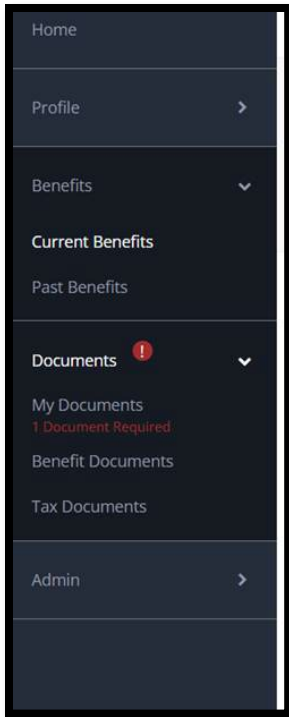 Home
Profile
Benefits
Current Benefits
Past Benefits
Documents !
My Documents
1 Document Required
Benefit Documents
Tax Documents
Admin